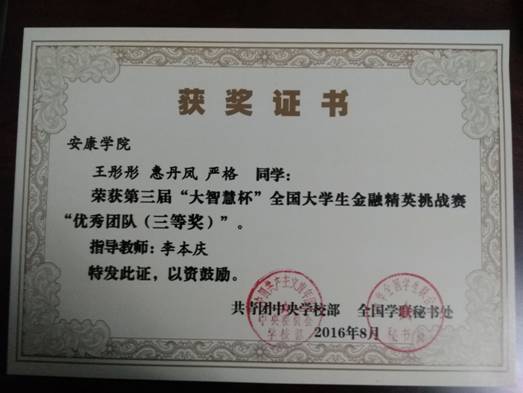 获奖证书
安康学院
王彤彤 惠丹凤 严格 同学：
荣获第三届“大智慧杯”全国大学生金融精英挑战赛
“优秀团队（三等奖）”。
指导教师：李本庆
特发此证，以资鼓励。
共青团中央学校部 全国学联秘书处
2016年8月